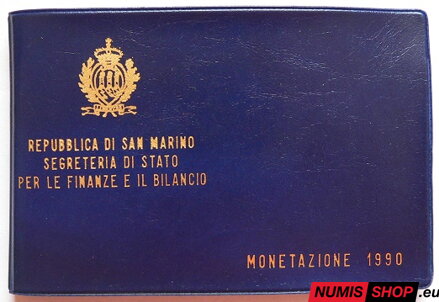 REPUBBLICA DI SAN MARINO
SEGRETERIA DI STATO
PER LE FINANZE E IL BILANCIO
MONETAZIONE 1990
NUMIS SHOP.eu